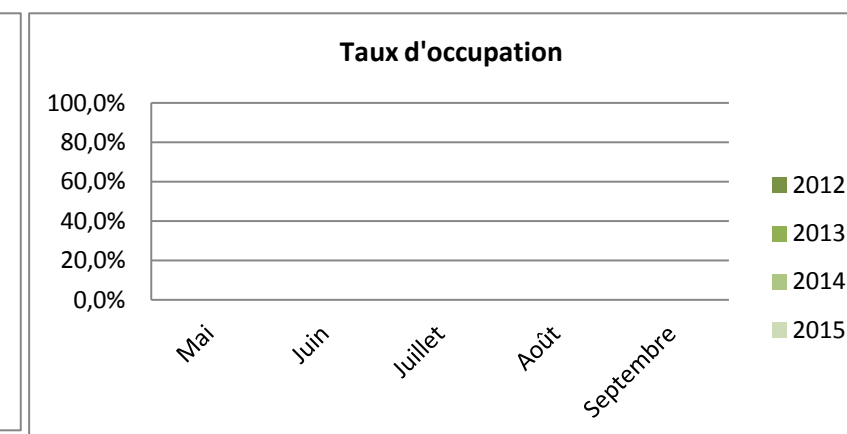 Taux d'occupation
100,0%
80,0%
60,0%
40,0%
20,0%
0,0%
Mai
Juin
Juillet
Août
Septembre
2012
2013
2014
2015